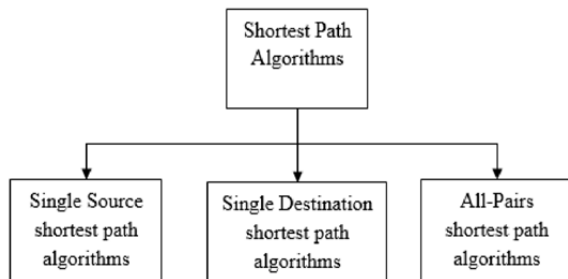 Shortest Path
Algorithms
Single Source
shortest path
algorithms
Single Destination
shortest path
algorithms
All-Pairs
shortest path
algorithms